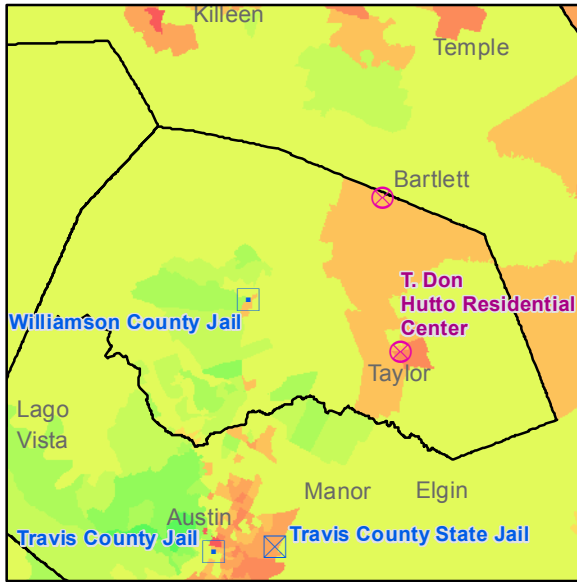 Killeen
Temple
Bartlett
T. Don
Hutto Residential
Center
Williamson County Jail
Taylor
Lago
Vista
Manor
Elgin
Austin
Travis County Jail
Travis County State Jail